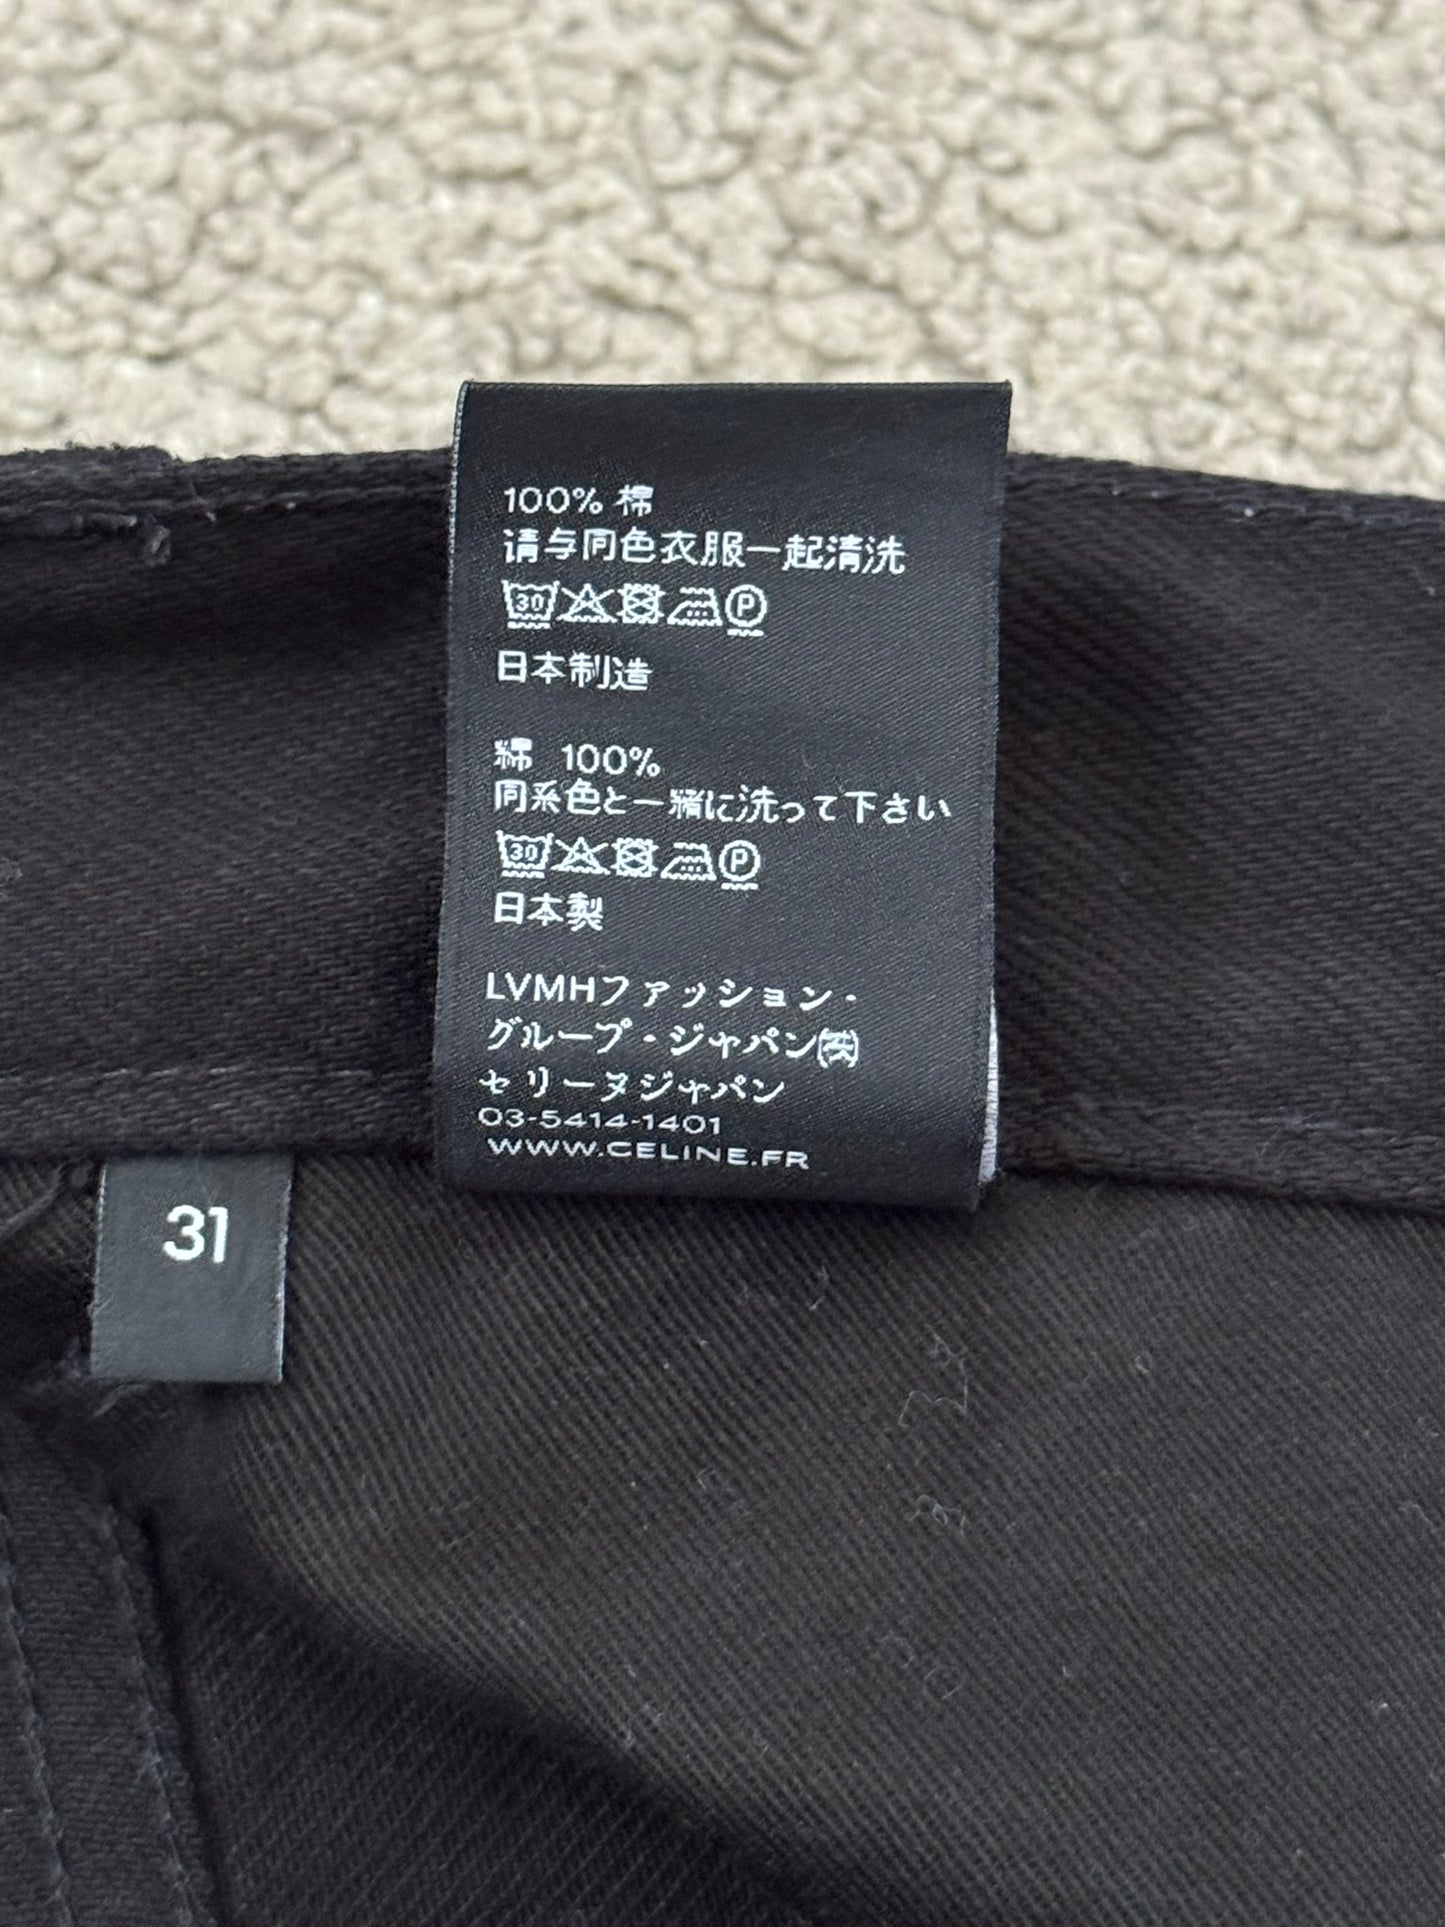 100% 棉
请与同色衣服一起清洗
30 P
日本制造
綿 100%
同系色と一緒に洗って下さい
30 P
日本製
LVMHファッション・
グループ・ジャパン㈱
セリーヌジャパン
03-5414-1401
WWW.CELINE.FR
31